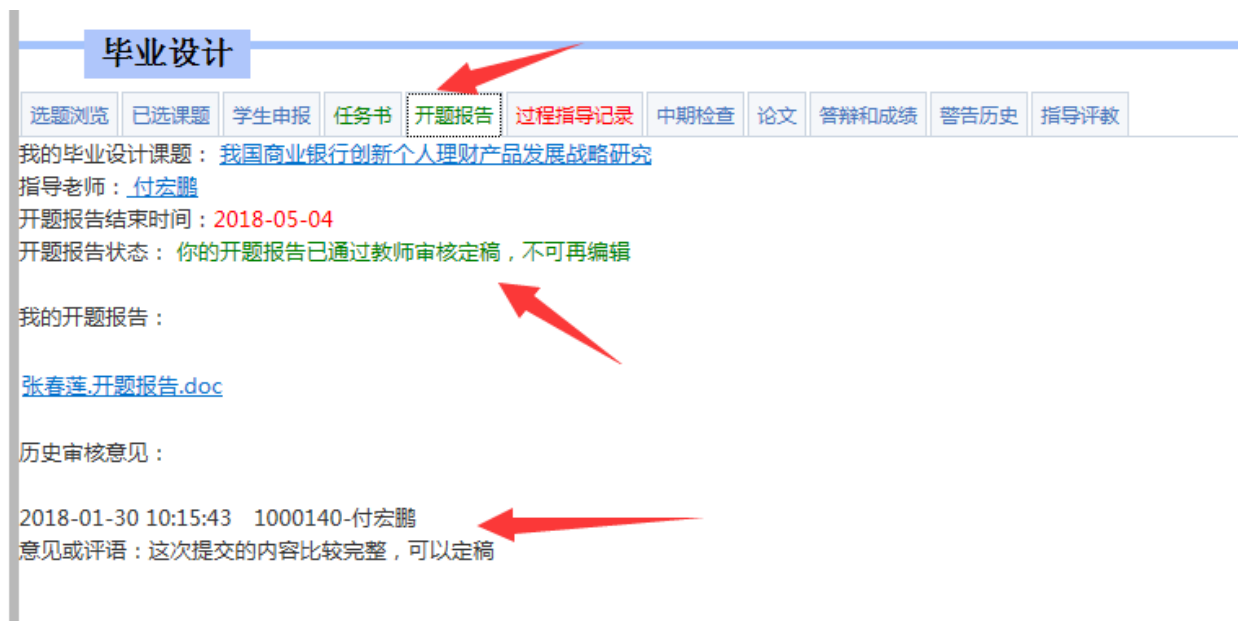 毕业设计
选题浏览 已选课题 学生申报 任务书 开题报告 过程指导记录 中期检查 论文 答辩和成绩 警告历史 指导评教
我的毕业设计课题： 我国商业银行创新个人理财产品发展战略研究
指导老师： 付宏鹏
开题报告结束时间：2018-05-04
开题报告状态： 你的开题报告已通过教师审核定稿，不可再编辑
我的开题报告：
张春莲.开题报告.doc
历史审核意见：
2018-01-30 10:15:43 1000140-付宏鹏
意见或评语：这次提交的内容比较完整，可以定稿